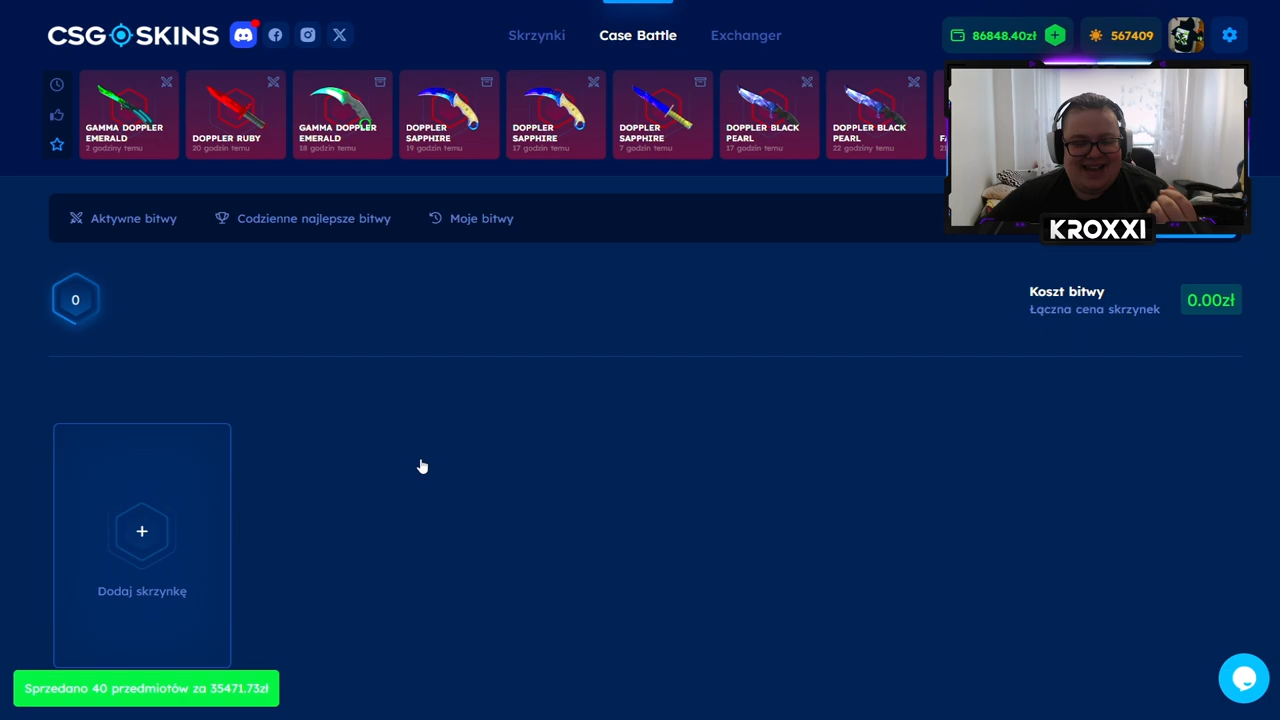 CSG SKINS
Skrzynki
Case Battle
Exchanger
86848.40zł
567409
GAMMA DOPPLER
EMERALD
2 godziny temu
DOPPLER RUBY
20 godzin temu
GAMMA DOPPLER
EMERALD
18 godzin temu
DOPPLER
SAPPHIRE
19 godzin temu
DOPPLER
SAPPHIRE
17 godzin temu
DOPPLER
SAPPHIRE
7 godzin temu
DOPPLER BLACK
PEARL
17 godzin temu
DOPPLER BLACK
PEARL
22 godziny temu
KROXXI
Aktywne bitwy
Codzienne najlepsze bitwy
Moje bitwy
0
Koszt bitwy
Łączna cena skrzynek
0.00zł
+
Dodaj skrzynkę
Sprzedano 40 przedmiotów za 35471.73zł